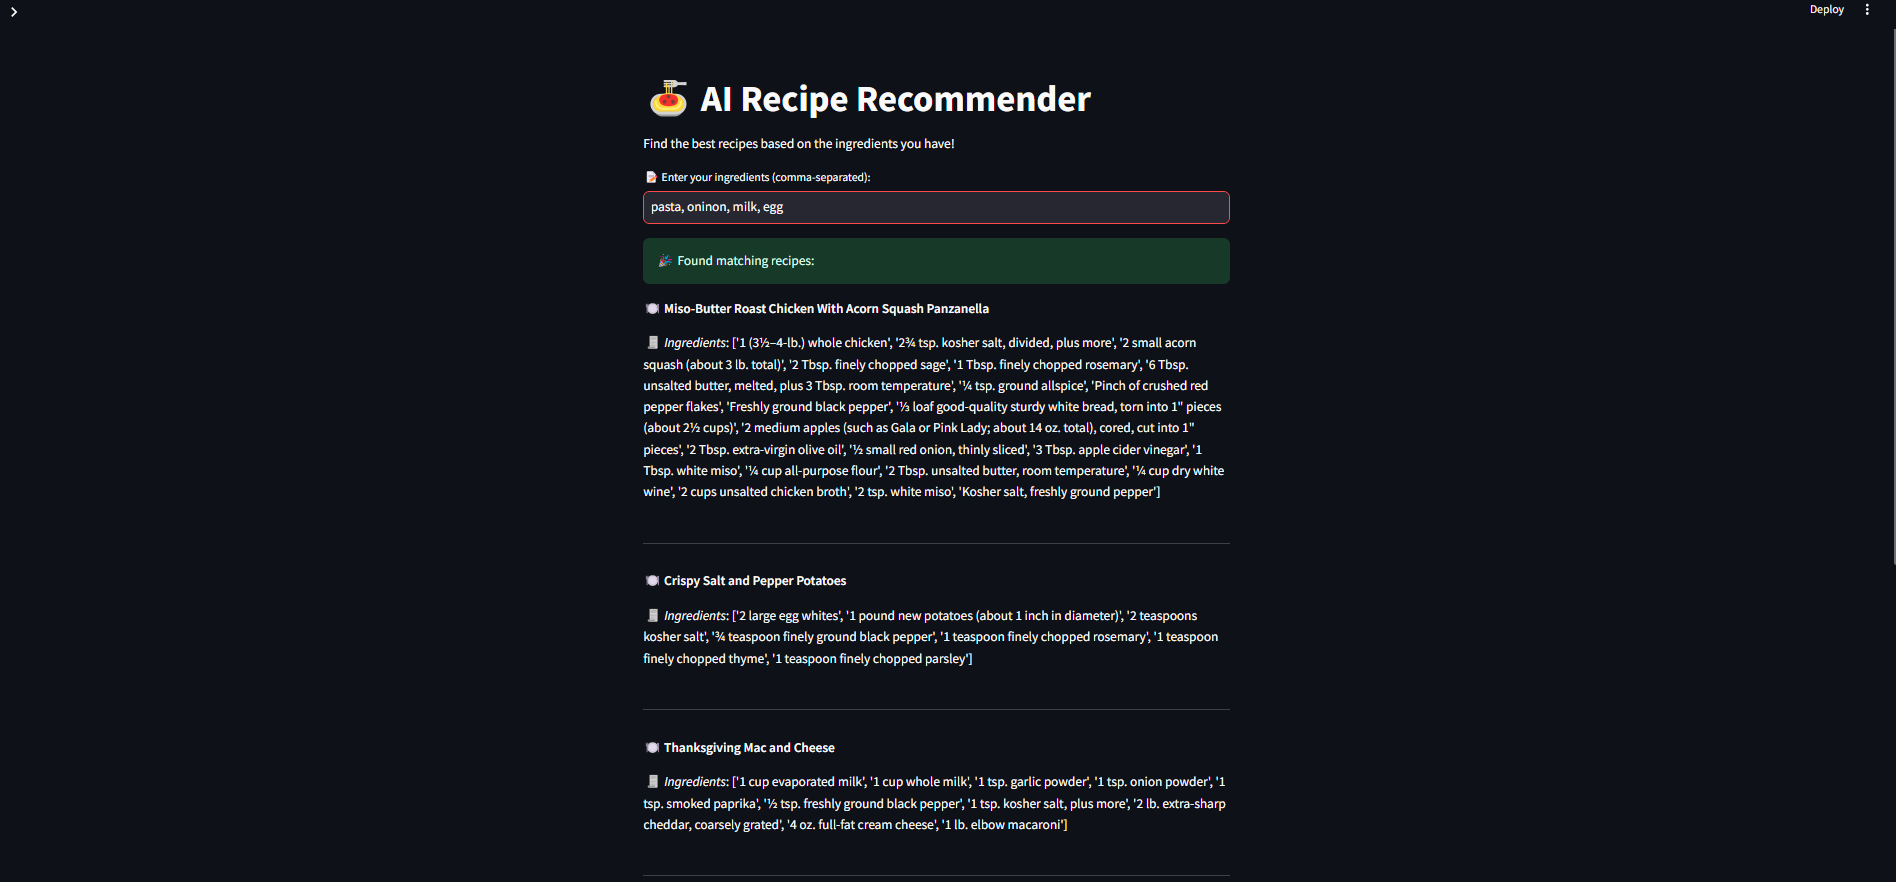 Deploy
AI Recipe Recommender
Find the best recipes based on the ingredients you have!
Enter your ingredients (comma-separated):
pasta, oninon, milk, egg
Found matching recipes:
Miso-Butter Roast Chicken With Acorn Squash Panzanella
Ingredients: ['1 (3½–4-lb.) whole chicken', '2¾ tsp. kosher salt, divided, plus more', '2 small acorn
squash (about 3 lb. total)', '2 Tbsp. finely chopped sage', '1 Tbsp. finely chopped rosemary', '6 Tbsp.
unsalted butter, melted, plus 3 Tbsp. room temperature', '¼ tsp. ground allspice', 'Pinch of crushed red
pepper flakes', 'Freshly ground black pepper', '⅓ loaf good-quality sturdy white bread, torn into 1" pieces
(about 2½ cups)', '2 medium apples (such as Gala or Pink Lady; about 14 oz. total), cored, cut into 1"
pieces', '2 Tbsp. extra-virgin olive oil', '½ small red onion, thinly sliced', '3 Tbsp. apple cider vinegar', '1
Tbsp. white miso', '¼ cup all-purpose flour', '2 Tbsp. unsalted butter, room temperature', '¼ cup dry white
wine', '2 cups unsalted chicken broth', '2 tsp. white miso', 'Kosher salt, freshly ground pepper']
Crispy Salt and Pepper Potatoes
Ingredients: ['2 large egg whites', '1 pound new potatoes (about 1 inch in diameter)', '2 teaspoons
kosher salt', '¾ teaspoon finely ground black pepper', '1 teaspoon finely chopped rosemary', '1 teaspoon
finely chopped thyme', '1 teaspoon finely chopped parsley']
Thanksgiving Mac and Cheese
Ingredients: ['1 cup evaporated milk', '1 cup whole milk', '1 tsp. garlic powder', '1 tsp. onion powder', '1
tsp. smoked paprika', '½ tsp. freshly ground black pepper', '1 tsp. kosher salt, plus more', '2 lb. extra-sharp
cheddar, coarsely grated', '4 oz. full-fat cream cheese', '1 lb. elbow macaroni']